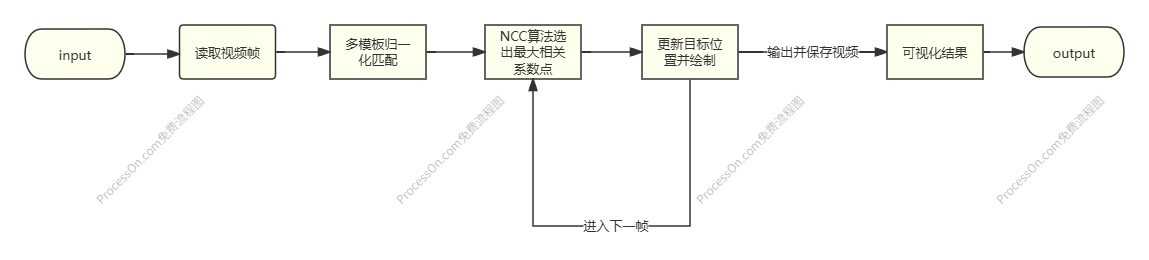 input
读取视频帧
多模板归一
化匹配
NCC算法选
出最大相关
系数点
更新目标位
置并绘制
输出并保存视频
可视化结果
output
ProcessOn.com免费流程图
ProcessOn.com免费流程图
ProcessOn.com免费流程图
ProcessOn.com免费流程图
进入下一帧